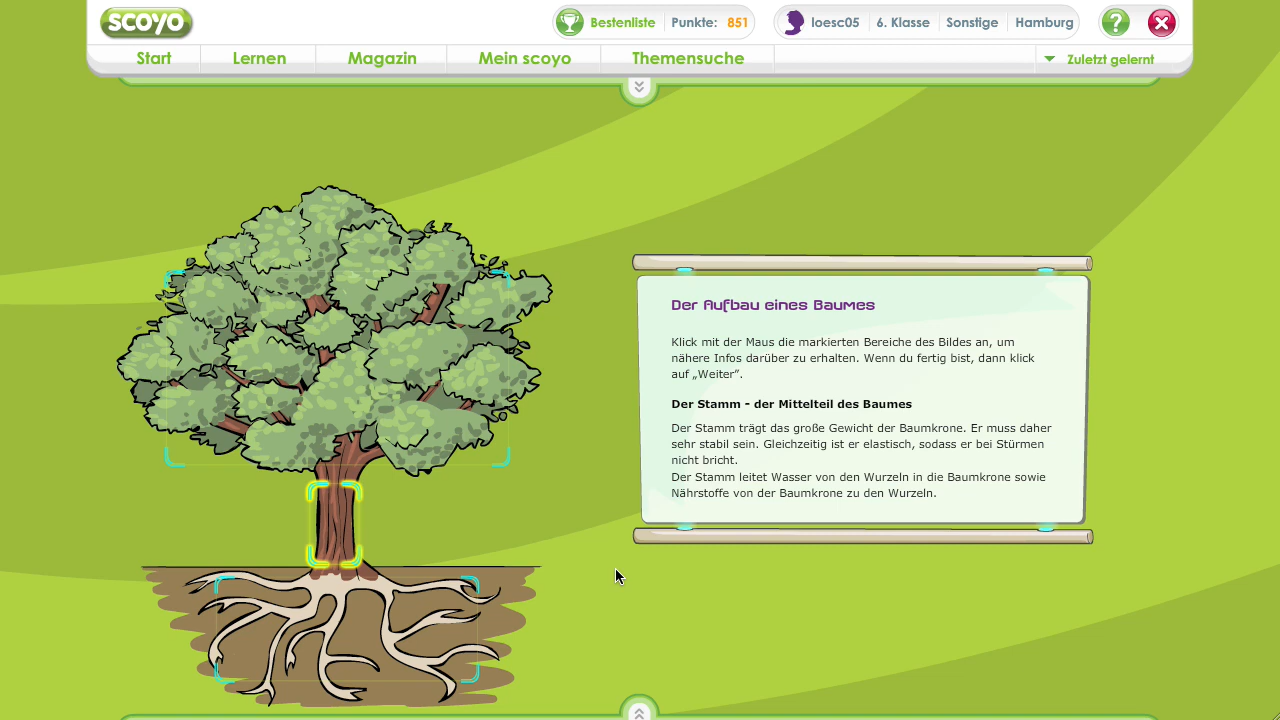 scoyo
Bestenliste Punkte: 851 loesc05 6. Klasse Sonstige Hamburg ?
Start Lernen Magazin Mein scoyo Themensuche Zuletzt gelernt
Der Aufbau eines Baumes
Klick mit der Maus die markierten Bereiche des Bildes an, um
nähere Infos darüber zu erhalten. Wenn du fertig bist, dann klick
auf „Weiter”.
Der Stamm - der Mittelteil des Baumes
Der Stamm trägt das große Gewicht der Baumkrone. Er muss daher
sehr stabil sein. Gleichzeitig ist er elastisch, sodass er bei Stürmen
nicht bricht.
Der Stamm leitet Wasser von den Wurzeln in die Baumkrone sowie
Nährstoffe von der Baumkrone zu den Wurzeln.